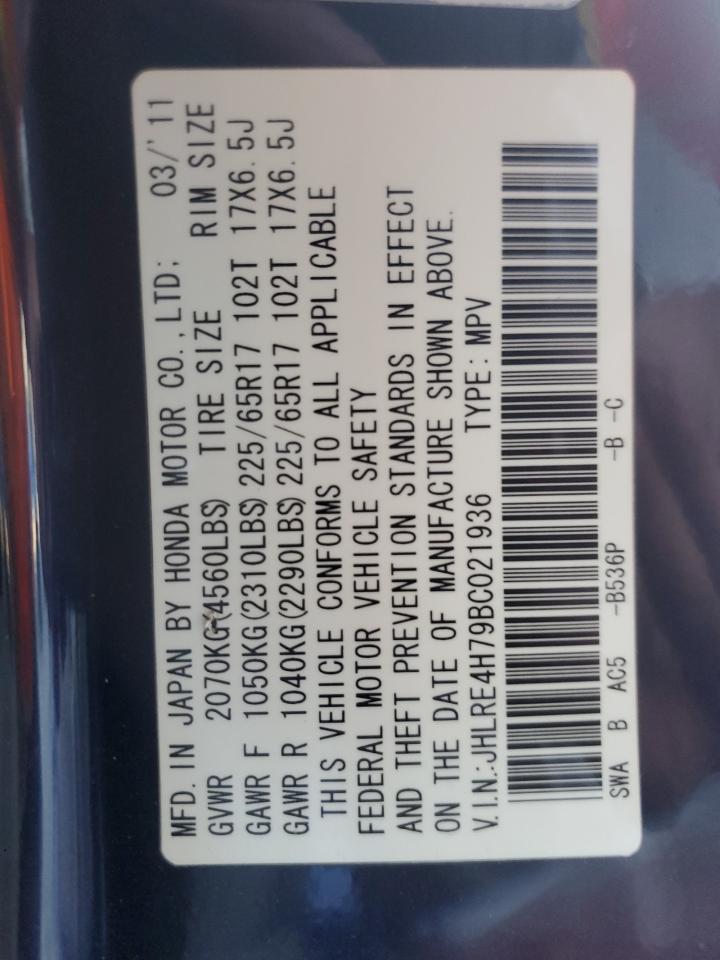 MFD. IN JAPAN BY HONDA MOTOR CO., LTD; 03/'11
GVWR 2070KG(4560LBS) TIRE SIZE RIM SIZE
GAWR F 1050KG(2310LBS) 225/65R17 102T 17X6.5J
GAWR R 1040KG(2290LBS) 225/65R17 102T 17X6.5J
THIS VEHICLE CONFORMS TO ALL APPLICABLE
FEDERAL MOTOR VEHICLE SAFETY
AND THEFT PREVENTION STANDARDS IN EFFECT
ON THE DATE OF MANUFACTURE SHOWN ABOVE.
V.I.N.:JHLRE4H79BC021936 TYPE: MPV
SWA B AC5 -B536P -B -C